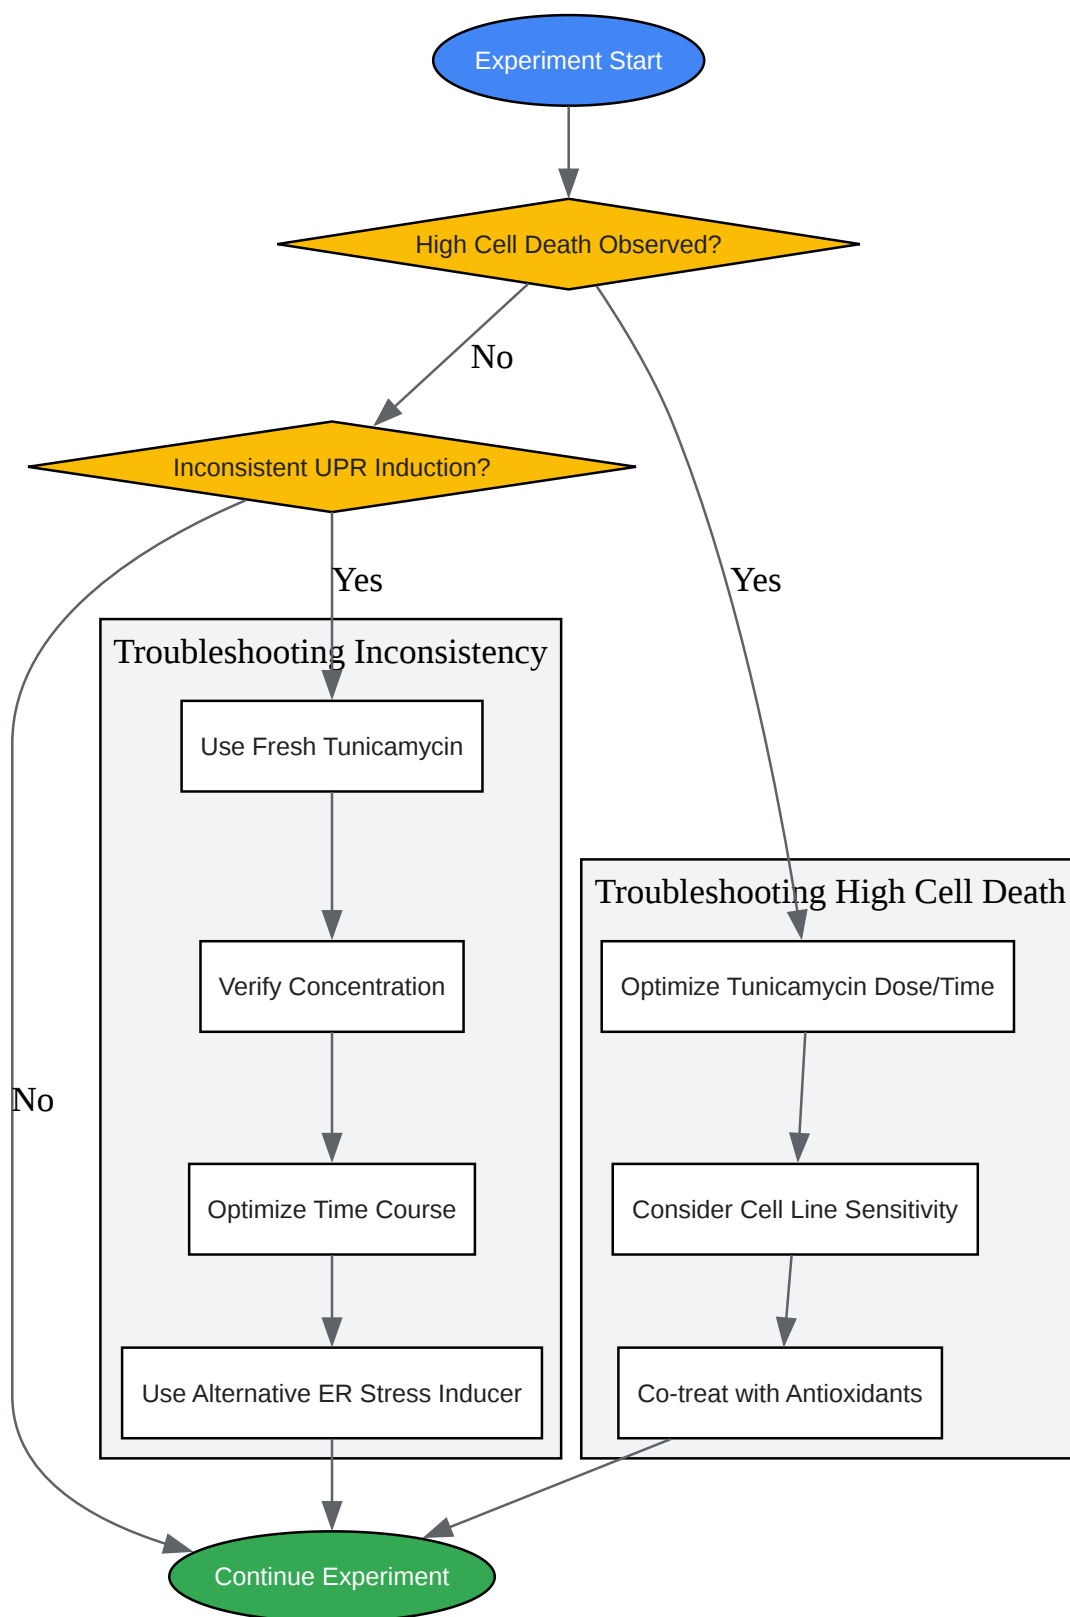 Experiment Start
High Cell Death Observed?
No
Inconsistent UPR Induction?
Yes
Yes
Troubleshooting Inconsistency
Use Fresh Tunicamycin
Troubleshooting High Cell Death
Verify Concentration
Optimize Tunicamycin Dose/Time
No
Optimize Time Course
Consider Cell Line Sensitivity
Use Alternative ER Stress Inducer
Co-treat with Antioxidants
Continue Experiment